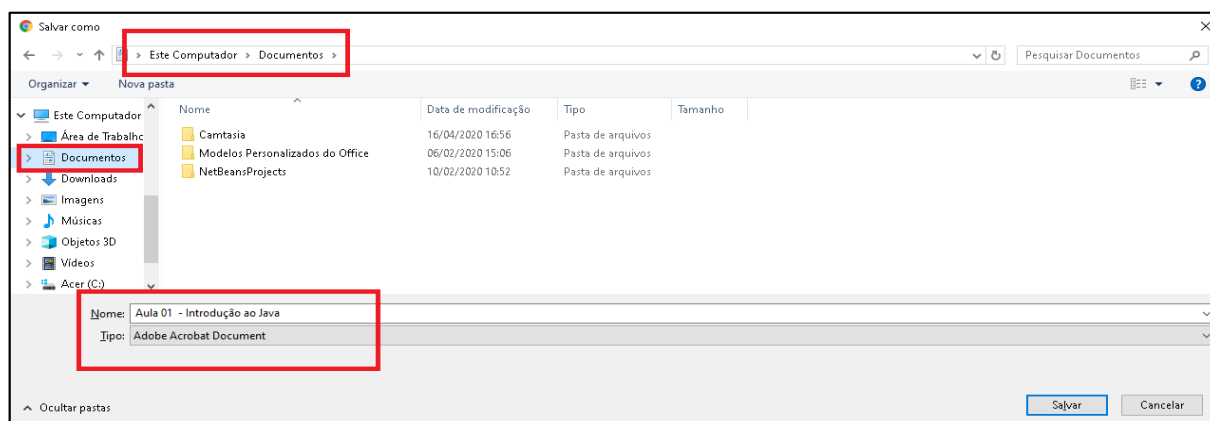 Salvar como
Este Computador > Documentos >
Pesquisar Documentos
Organizar
Nova pasta
Este Computador
Área de Trabalho
Documentos
Downloads
Imagens
Músicas
Objetos 3D
Vídeos
Acer (C:)
Nome Data de modificação Tipo Tamanho
Camtasia 16/04/2020 16:56 Pasta de arquivos
Modelos Personalizados do Office 06/02/2020 15:06 Pasta de arquivos
NetBeansProjects 10/02/2020 10:52 Pasta de arquivos
Nome: Aula 01 - Introdução ao Java
Tipo: Adobe Acrobat Document
Ocultar pastas
Salvar
Cancelar